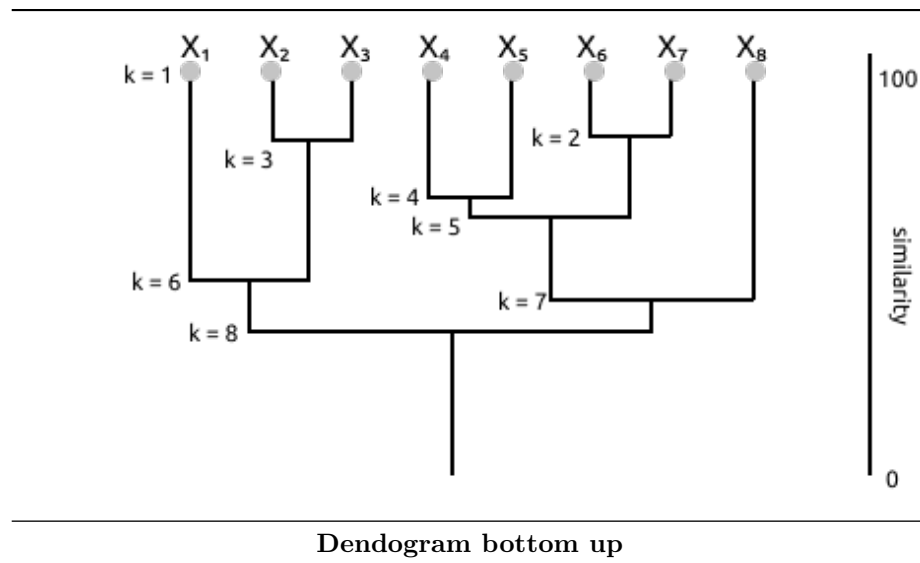 X₁ X₂ X₃ X₄ X₅ X₆ X₇ X₈
k = 1
100
k = 2
k = 3
k = 4
k = 5
similarity
k = 6
k = 7
k = 8
0
Dendogram bottom up